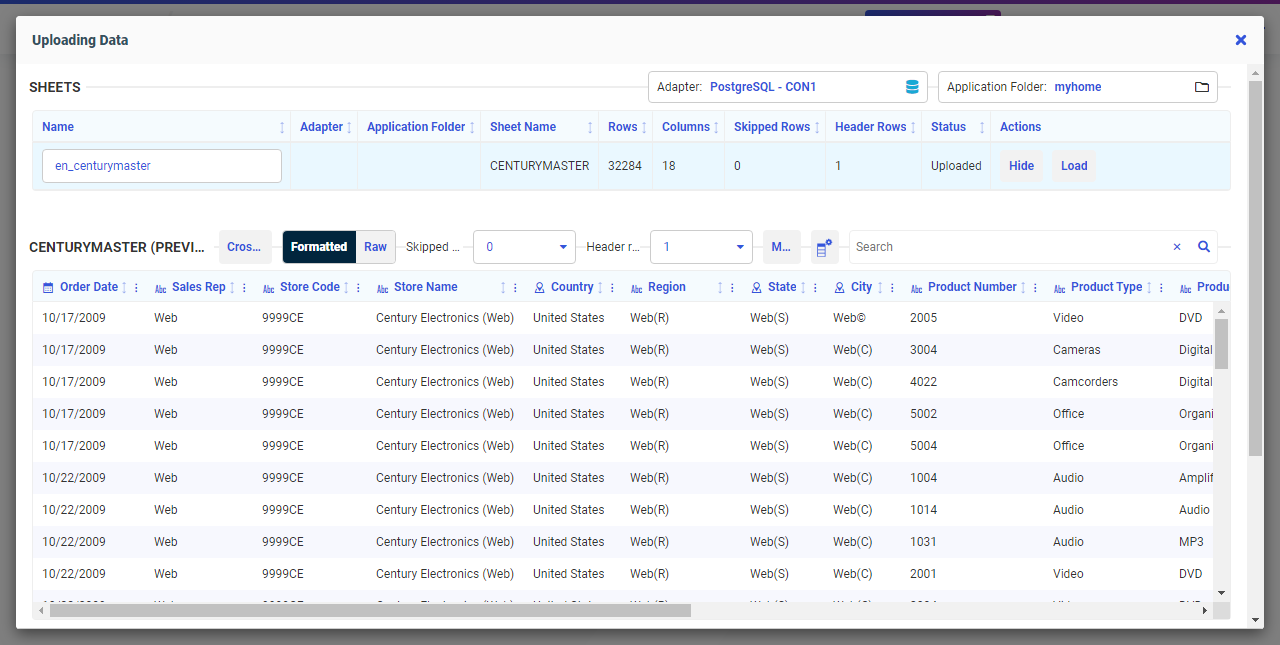 Uploading Data
SHEETS
Adapter: PostgreSQL - CON1
Application Folder: myhome
Name Adapter Application Folder Sheet Name Rows Columns Skipped Rows Header Rows Status Actions
en_centurymaster CENTURYMASTER 32284 18 0 1 Uploaded Hide Load
CENTURYMASTER (PREVI... Cros... Formatted Raw Skipped ... 0 Header r... 1 M... Search
Order Date Abc Sales Rep Abc Store Code Abc Store Name Country Abc Region State City Abc Product Number Abc Product Type Abc Produ
10/17/2009 Web 9999CE Century Electronics (Web) United States Web(R) Web(S) Web© 2005 Video DVD
10/17/2009 Web 9999CE Century Electronics (Web) United States Web(R) Web(S) Web(C) 3004 Cameras Digital
10/17/2009 Web 9999CE Century Electronics (Web) United States Web(R) Web(S) Web(C) 4022 Camcorders Digital
10/17/2009 Web 9999CE Century Electronics (Web) United States Web(R) Web(S) Web(C) 5002 Office Organi
10/17/2009 Web 9999CE Century Electronics (Web) United States Web(R) Web(S) Web(C) 5004 Office Organi
10/22/2009 Web 9999CE Century Electronics (Web) United States Web(R) Web(S) Web(C) 1004 Audio Amplif
10/22/2009 Web 9999CE Century Electronics (Web) United States Web(R) Web(S) Web(C) 1014 Audio Audio
10/22/2009 Web 9999CE Century Electronics (Web) United States Web(R) Web(S) Web(C) 1031 Audio MP3
10/22/2009 Web 9999CE Century Electronics (Web) United States Web(R) Web(S) Web(C) 2001 Video DVD